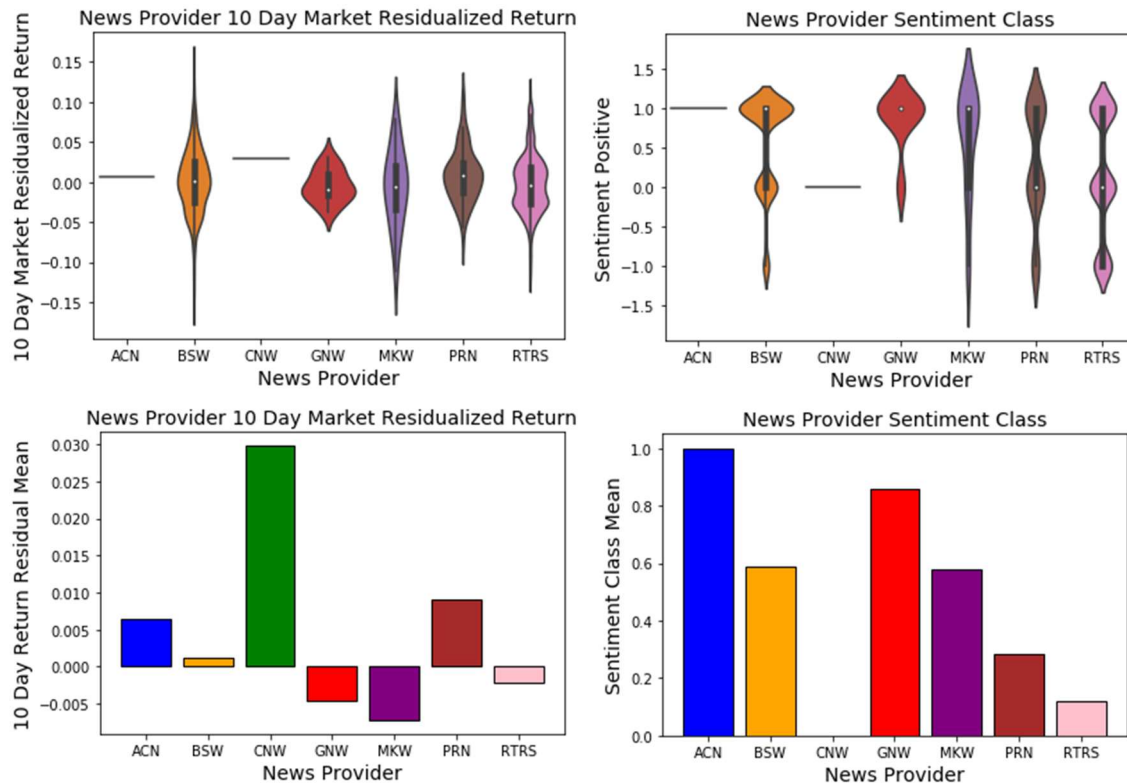 News Provider 10 Day Market Residualized Return
10 Day Market Residualized Return
0.15
0.10
0.05
0.00
−0.05
−0.10
−0.15
ACN BSW CNW GNW MKW PRN RTRS
News Provider
News Provider Sentiment Class
Sentiment Positive
1.5
1.0
0.5
0.0
−0.5
−1.0
−1.5
ACN BSW CNW GNW MKW PRN RTRS
News Provider
News Provider 10 Day Market Residualized Return
10 Day Return Residual Mean
0.030
0.025
0.020
0.015
0.010
0.005
0.000
−0.005
ACN BSW CNW GNW MKW PRN RTRS
News Provider
News Provider Sentiment Class
Sentiment Class Mean
1.0
0.8
0.6
0.4
0.2
0.0
ACN BSW CNW GNW MKW PRN RTRS
News Provider